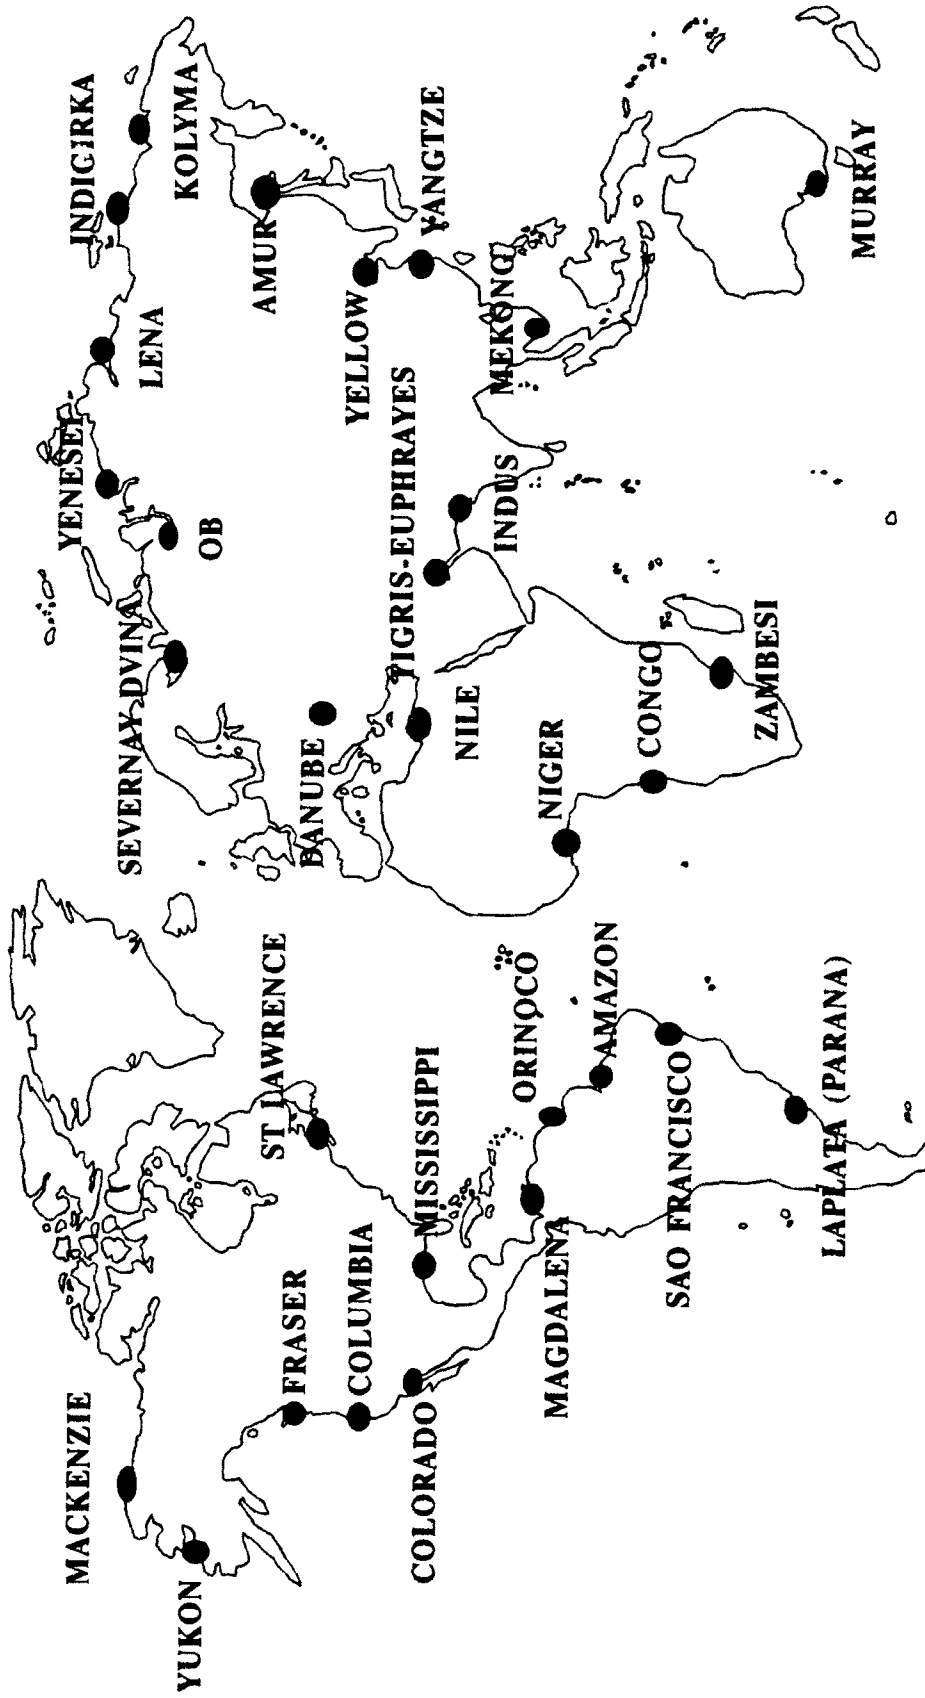 MACKENZIE
YUKON
FRASER
COLUMBIA
COLORADO
ST LAWRENCE
MISSISSIPPI
MAGDALENA
ORINOCO
AMAZON
SAO FRANCISCO
LAPLATA (PARANA)
SEVERNAY DVINA
YENESEI
OB
LENA
INDIGIRKA
KOLYMA
AMUR
DANUBE
YELLOW
YANGTZE
TIGRIS-EUPHRAYES
NILE
INDUS
MEKONG
NIGER
CONGO
ZAMBESI
MURRAY